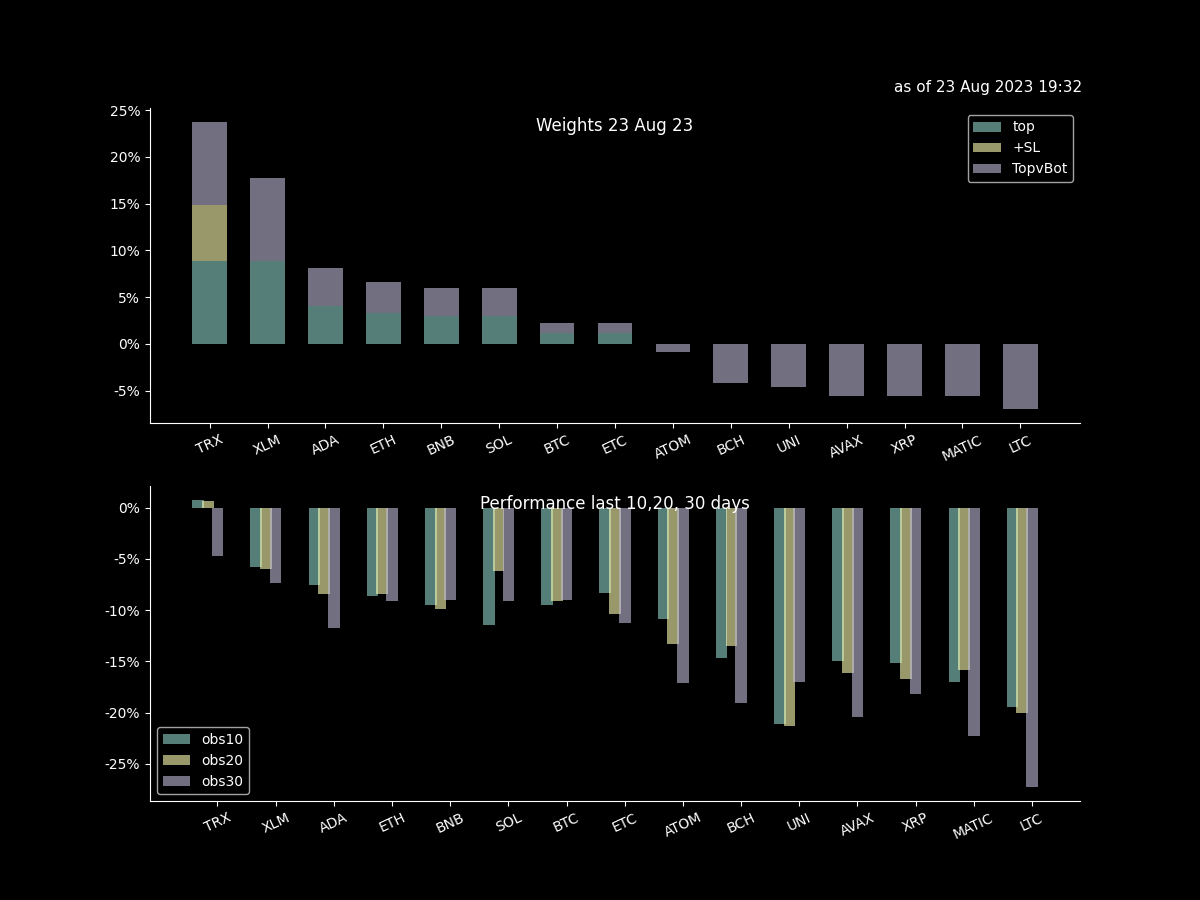 as of 23 Aug 2023 19:32
Weights 23 Aug 23
top
+SL
TopvBot
25%
20%
15%
10%
5%
0%
-5%
TRX XLM ADA ETH BNB SOL BTC ETC ATOM BCH UNI AVAX XRP MATIC LTC
Performance last 10,20, 30 days
0%
-5%
-10%
-15%
-20%
-25%
obs10
obs20
obs30
TRX XLM ADA ETH BNB SOL BTC ETC ATOM BCH UNI AVAX XRP MATIC LTC